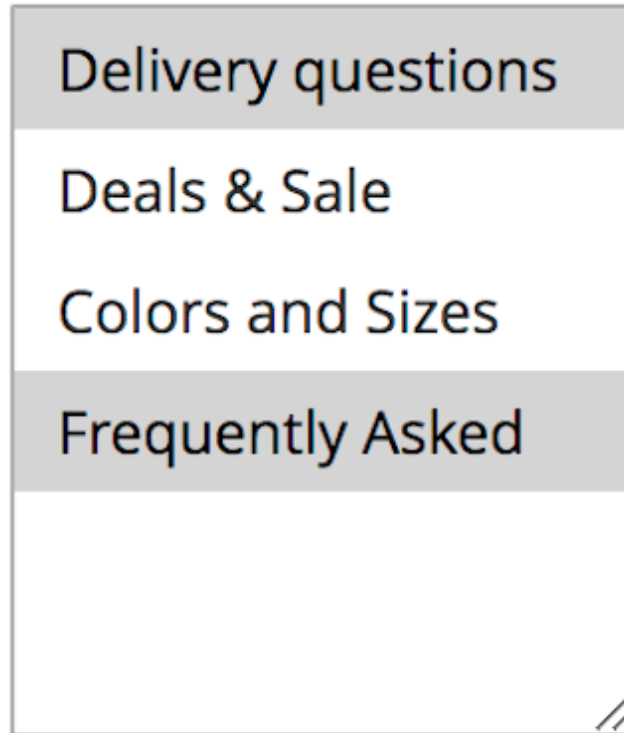 Delivery questions
Deals & Sale
Colors and Sizes
Frequently Asked